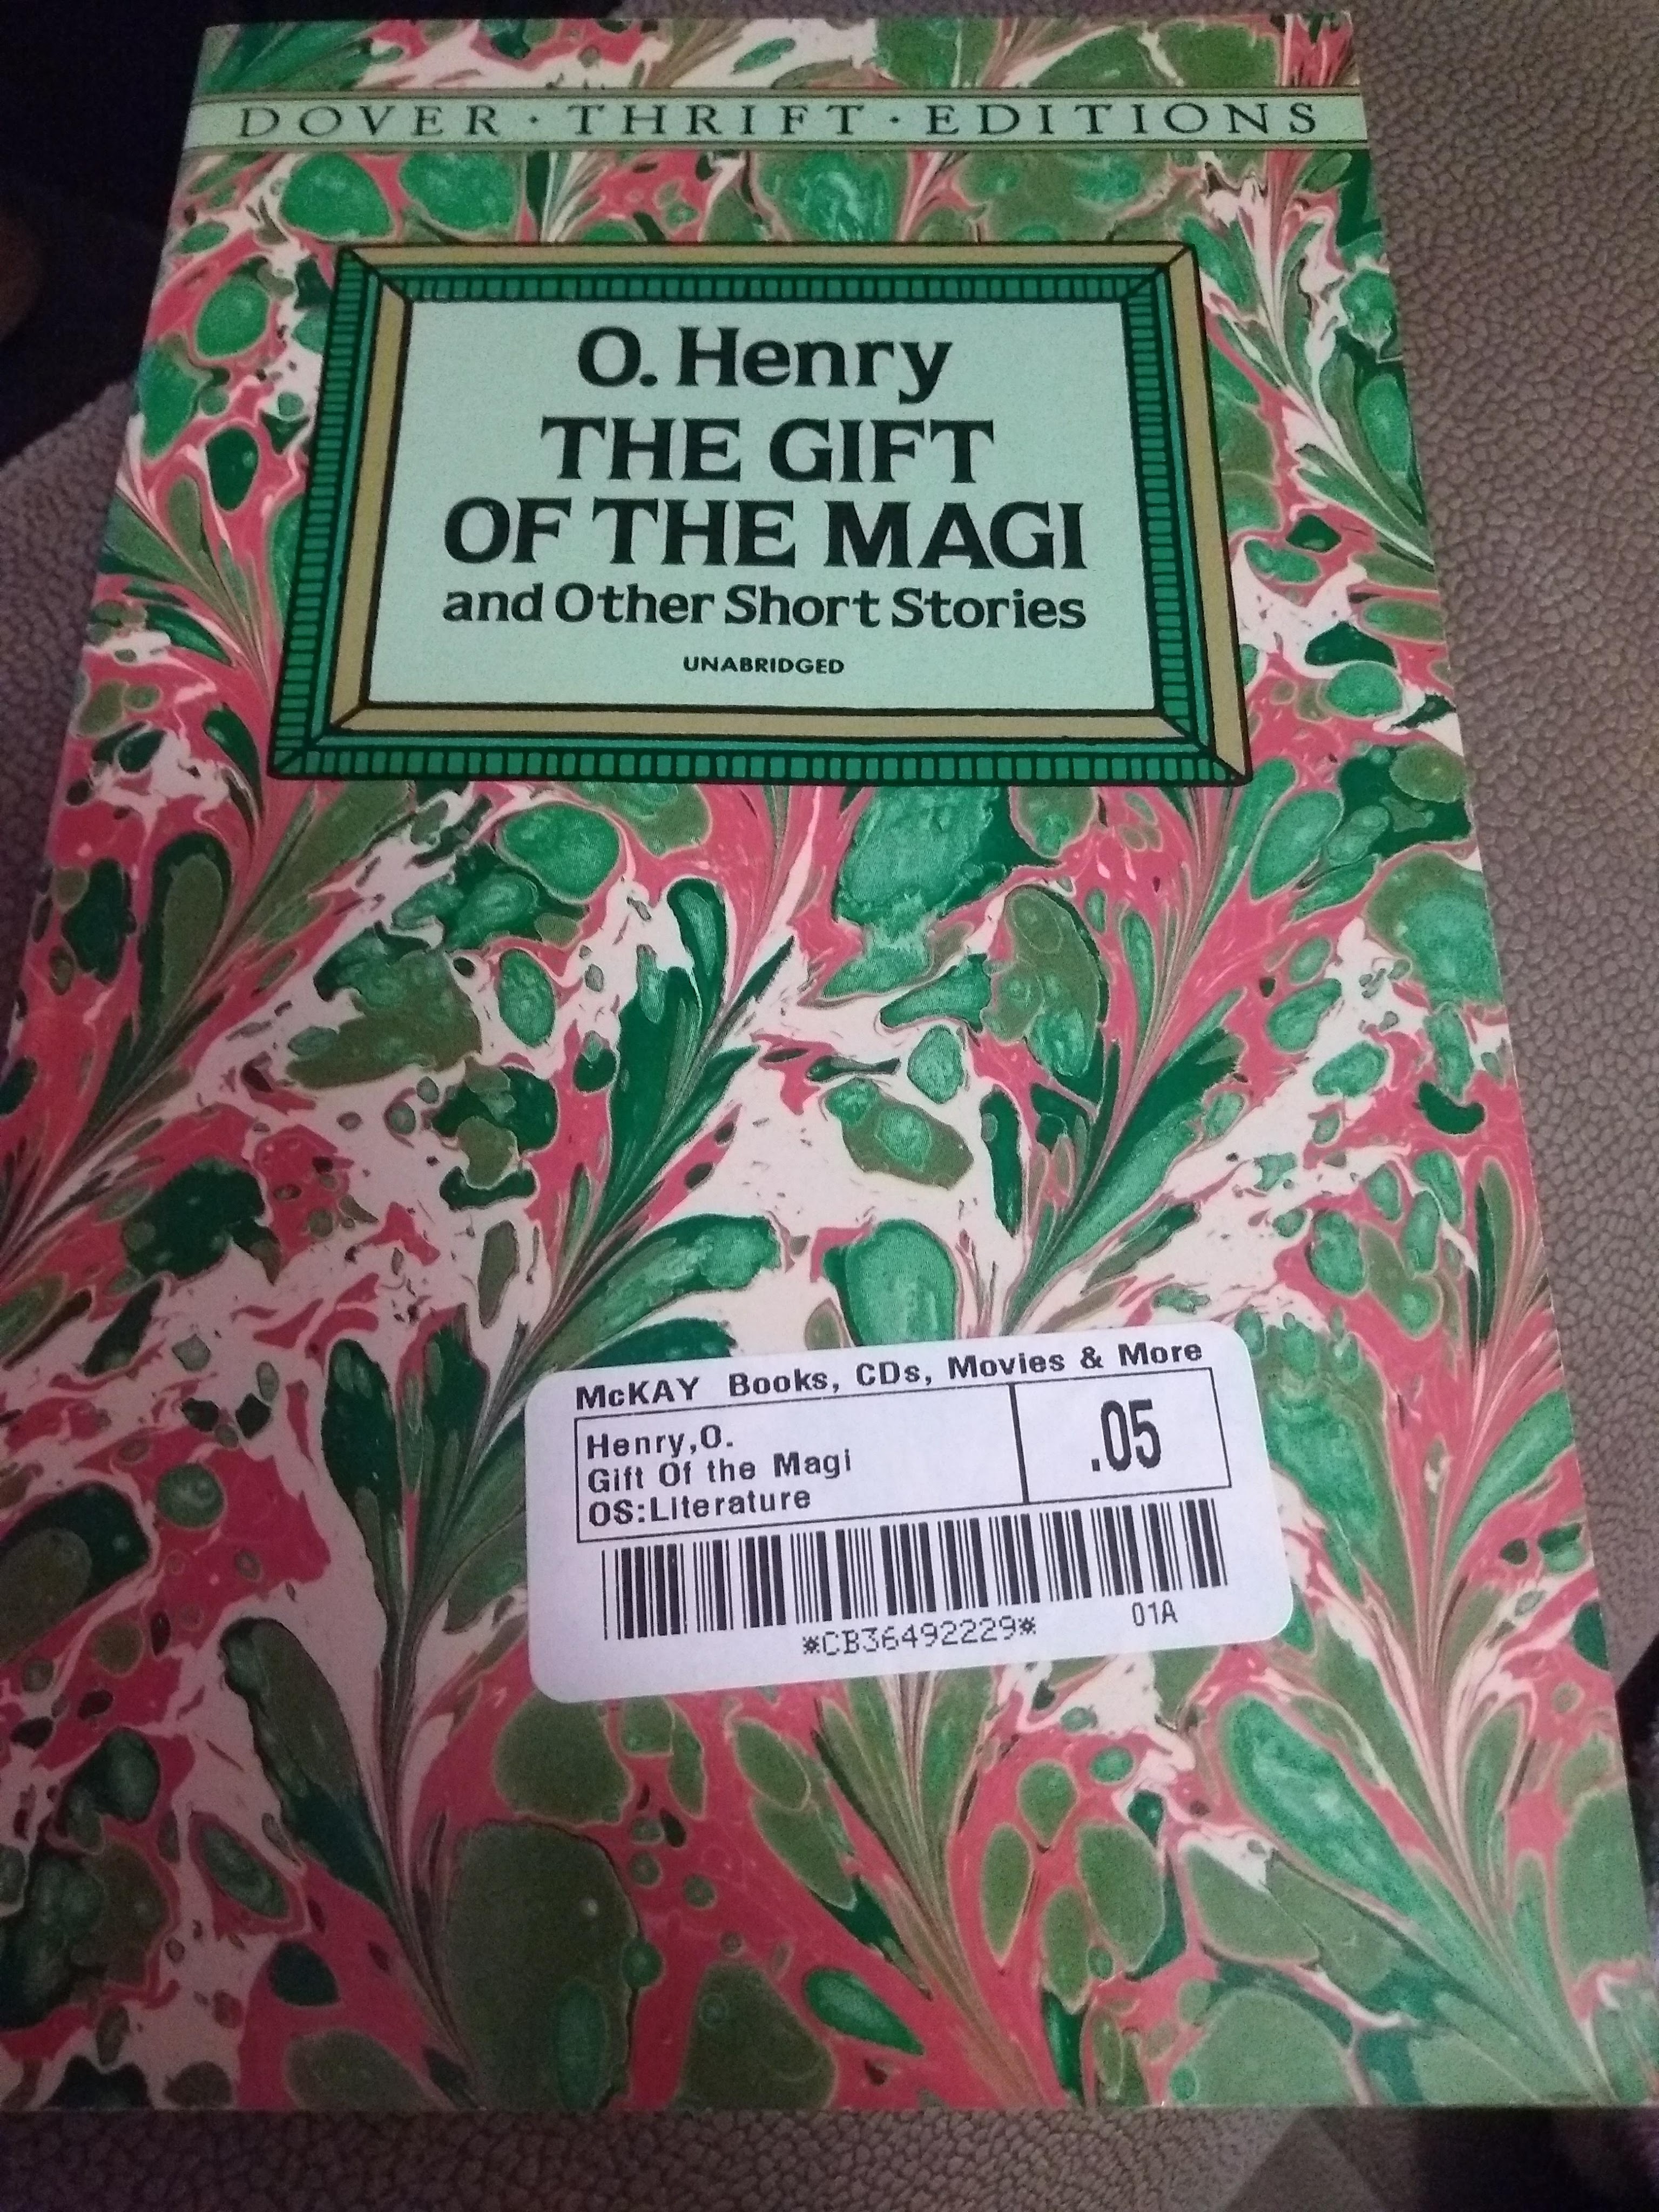 DOVER · THRIFT · EDITIONS
O. Henry
THE GIFT
OF THE MAGI
and Other Short Stories
UNABRIDGED
McKAY Books, CDs, Movies & More
Henry,O.
Gift Of the Magi
OS:Literature
.05
*CB36492229* 01A